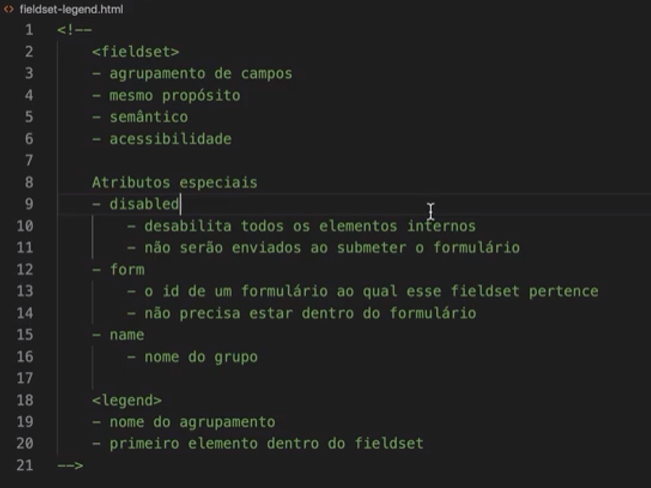 <> fieldset-legend.html
1 <!--
2 <fieldset>
3 - agrupamento de campos
4 - mesmo propósito
5 - semântico
6 - acessibilidade
7
8 Atributos especiais
9 - disabled
10 - desabilita todos os elementos internos
11 - não serão enviados ao submeter o formulário
12 - form
13 - o id de um formulário ao qual esse fieldset pertence
14 - não precisa estar dentro do formulário
15 - name
16 - nome do grupo
17
18 <legend>
19 - nome do agrupamento
20 - primeiro elemento dentro do fieldset
21 -->